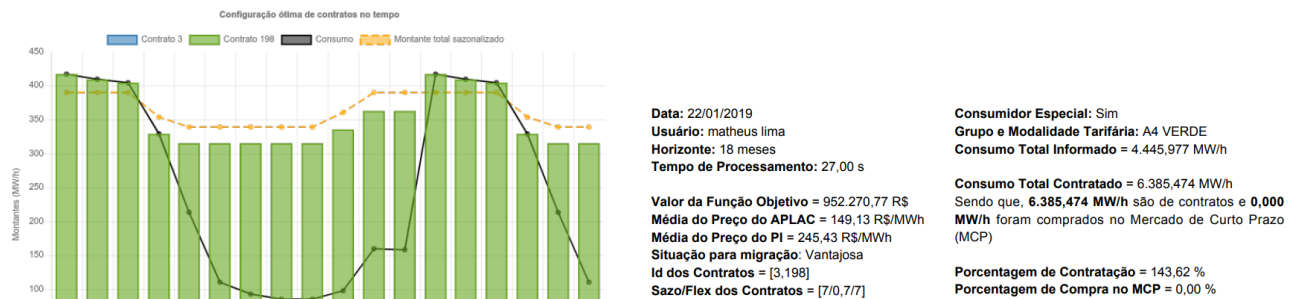 Configuração ótima de contratos no tempo
Contrato 3 Contrato 198 Consumo Montante total sazonalizado
450
400
350
300
250
200
150
100
Montantes (MW/h)
Data: 22/01/2019
Usuário: matheus lima
Horizonte: 18 meses
Tempo de Processamento: 27,00 s
Valor da Função Objetivo = 952.270,77 R$
Média do Preço do APLAC = 149,13 R$/MWh
Média do Preço do PI = 245,43 R$/MWh
Situação para migração: Vantajosa
Id dos Contratos = [3,198]
Sazo/Flex dos Contratos = [7/0,7/7]
Consumidor Especial: Sim
Grupo e Modalidade Tarifária: A4 VERDE
Consumo Total Informado = 4.445,977 MW/h
Consumo Total Contratado = 6.385,474 MW/h
Sendo que, 6.385,474 MW/h são de contratos e 0,000
MW/h foram comprados no Mercado de Curto Prazo
(MCP)
Porcentagem de Contratação = 143,62 %
Porcentagem de Compra no MCP = 0,00 %